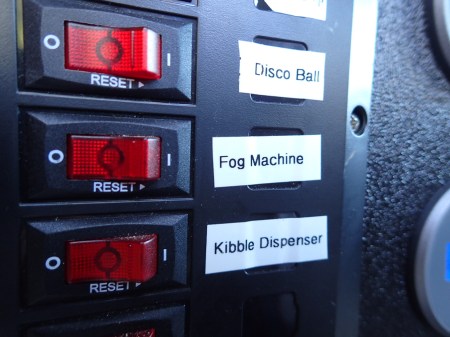 O I
RESET
Disco Ball
O I
RESET
Fog Machine
O I
RESET
Kibble Dispenser